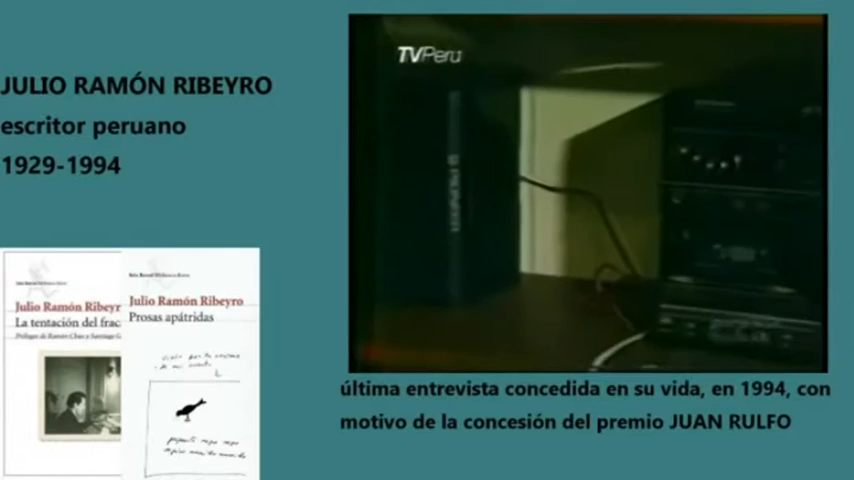 JULIO RAMÓN RIBEYRO
escritor peruano
1929-1994
TVPerú
Julio Ramón Ribeyr
La tentación del frac
Julio Ramón Ribeyro
Prosas apátridas
última entrevista concedida en su vida, en 1994, con
motivo de la concesión del premio JUAN RULFO